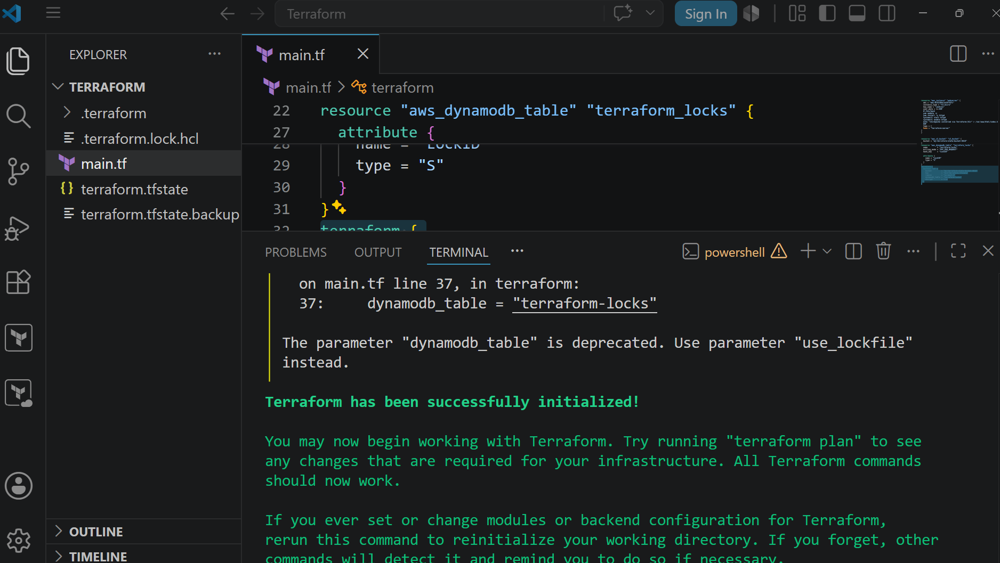 Terraform
Sign In
EXPLORER
main.tf
TERRAFORM
main.tf
terraform
.terraform
.terraform.lock.hcl
main.tf
terraform.tfstate
terraform.tfstate.backup
22 resource "aws_dynamodb_table" "terraform_locks" {
27 attribute {
28 name = "LockID"
29 type = "S"
30 }
31 }
32 terraform {
PROBLEMS OUTPUT TERMINAL
powershell
on main.tf line 37, in terraform:
37: dynamodb_table = "terraform-locks"
The parameter "dynamodb_table" is deprecated. Use parameter "use_lockfile"
instead.
Terraform has been successfully initialized!
You may now begin working with Terraform. Try running "terraform plan" to see
any changes that are required for your infrastructure. All Terraform commands
should now work.
If you ever set or change modules or backend configuration for Terraform,
rerun this command to reinitialize your working directory. If you forget, other
commands will detect it and remind you to do so if necessary.
OUTLINE
TIMELINE